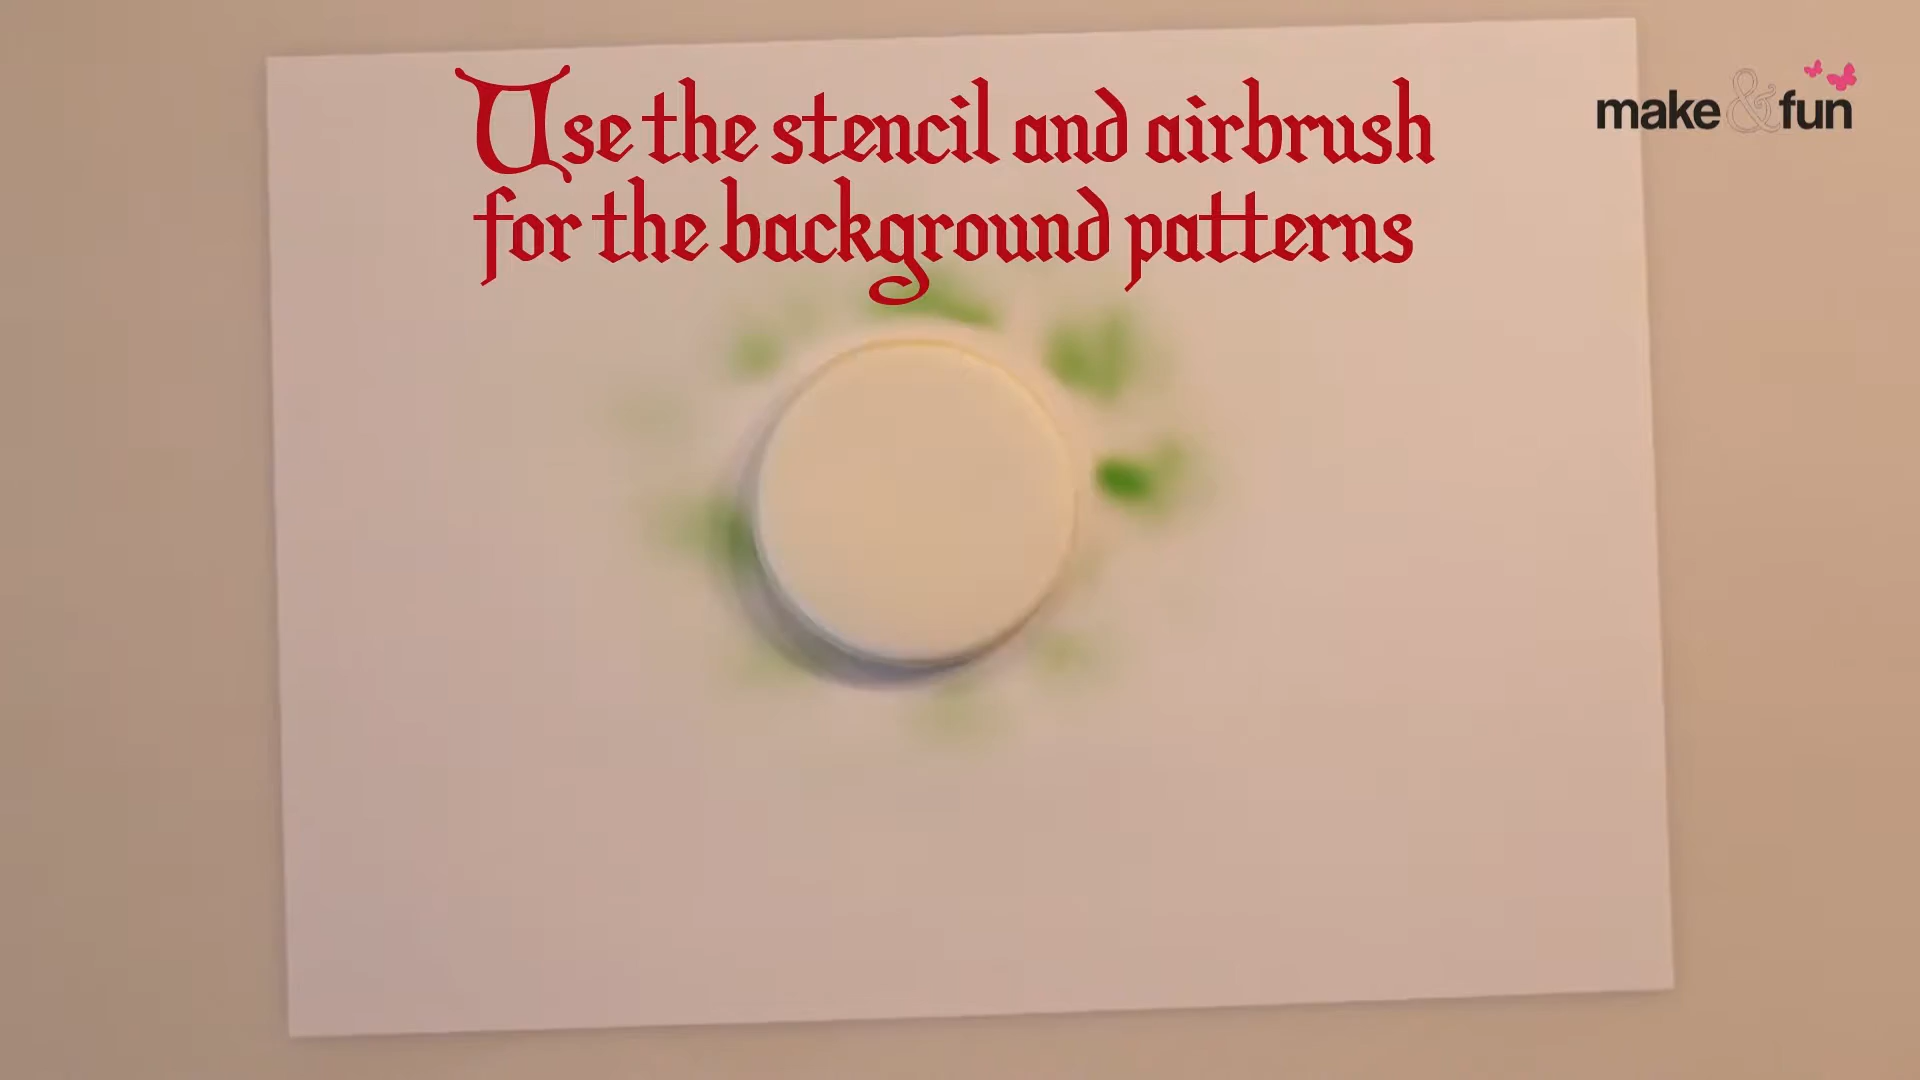 Use the stencil and airbrush
for the background patterns
make&fun